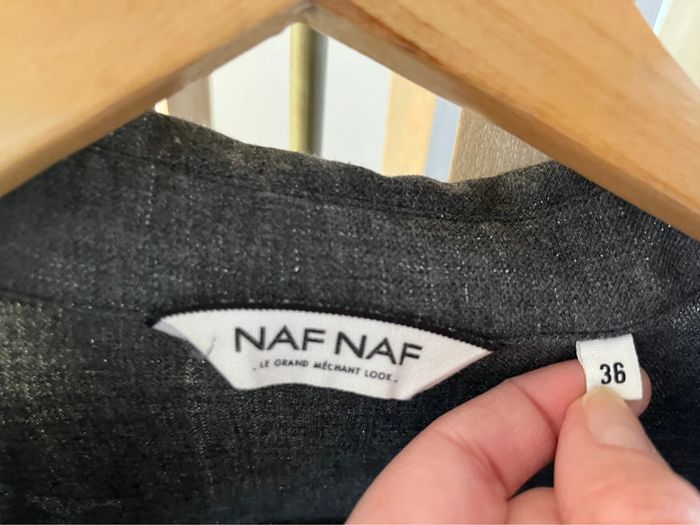 NAF NAF
. LE GRAND MÉCHANT LOOK .
36